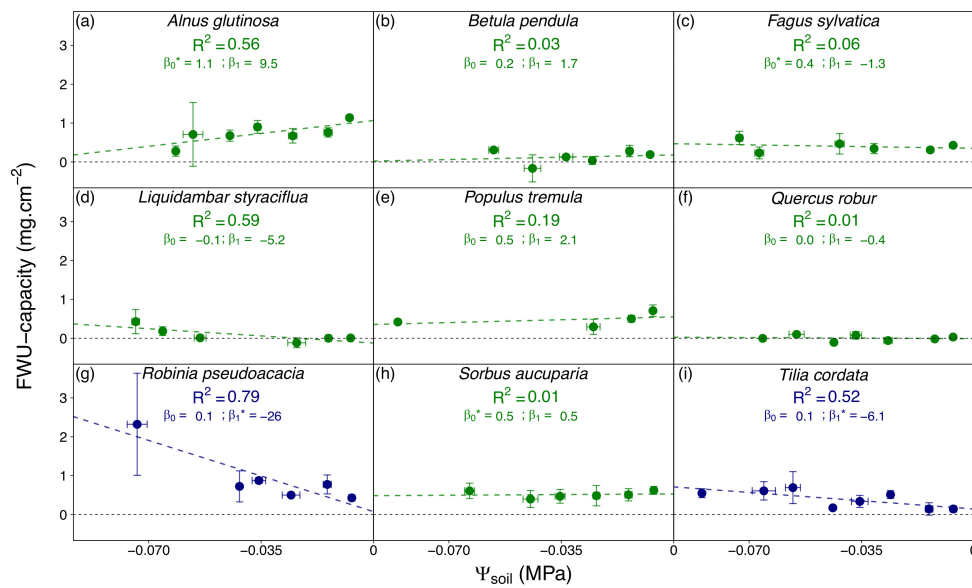 (a) Alnus glutinosa
R² = 0.56
β₀* = 1.1 ; β₁ = 9.5
(b) Betula pendula
R² = 0.03
β₀ = 0.2 ; β₁ = 1.7
(c) Fagus sylvatica
R² = 0.06
β₀* = 0.4 ; β₁ = −1.3
3
2
1
0
(d) Liquidambar styraciflua
R² = 0.59
β₀ = −0.1 ; β₁ = −5.2
(e) Populus tremula
R² = 0.19
β₀ = 0.5 ; β₁ = 2.1
(f) Quercus robur
R² = 0.01
β₀ = 0.0 ; β₁ = −0.4
3
2
1
0
FWU−capacity (mg.cm⁻²)
(g) Robinia pseudoacacia
R² = 0.79
β₀ = 0.1 ; β₁* = −26
(h) Sorbus aucuparia
R² = 0.01
β₀* = 0.5 ; β₁ = 0.5
(i) Tilia cordata
R² = 0.52
β₀ = 0.1 ; β₁* = −6.1
3
2
1
0
−0.070 −0.035 0 −0.070 −0.035 0 −0.070 −0.035 0
Ψsoil (MPa)